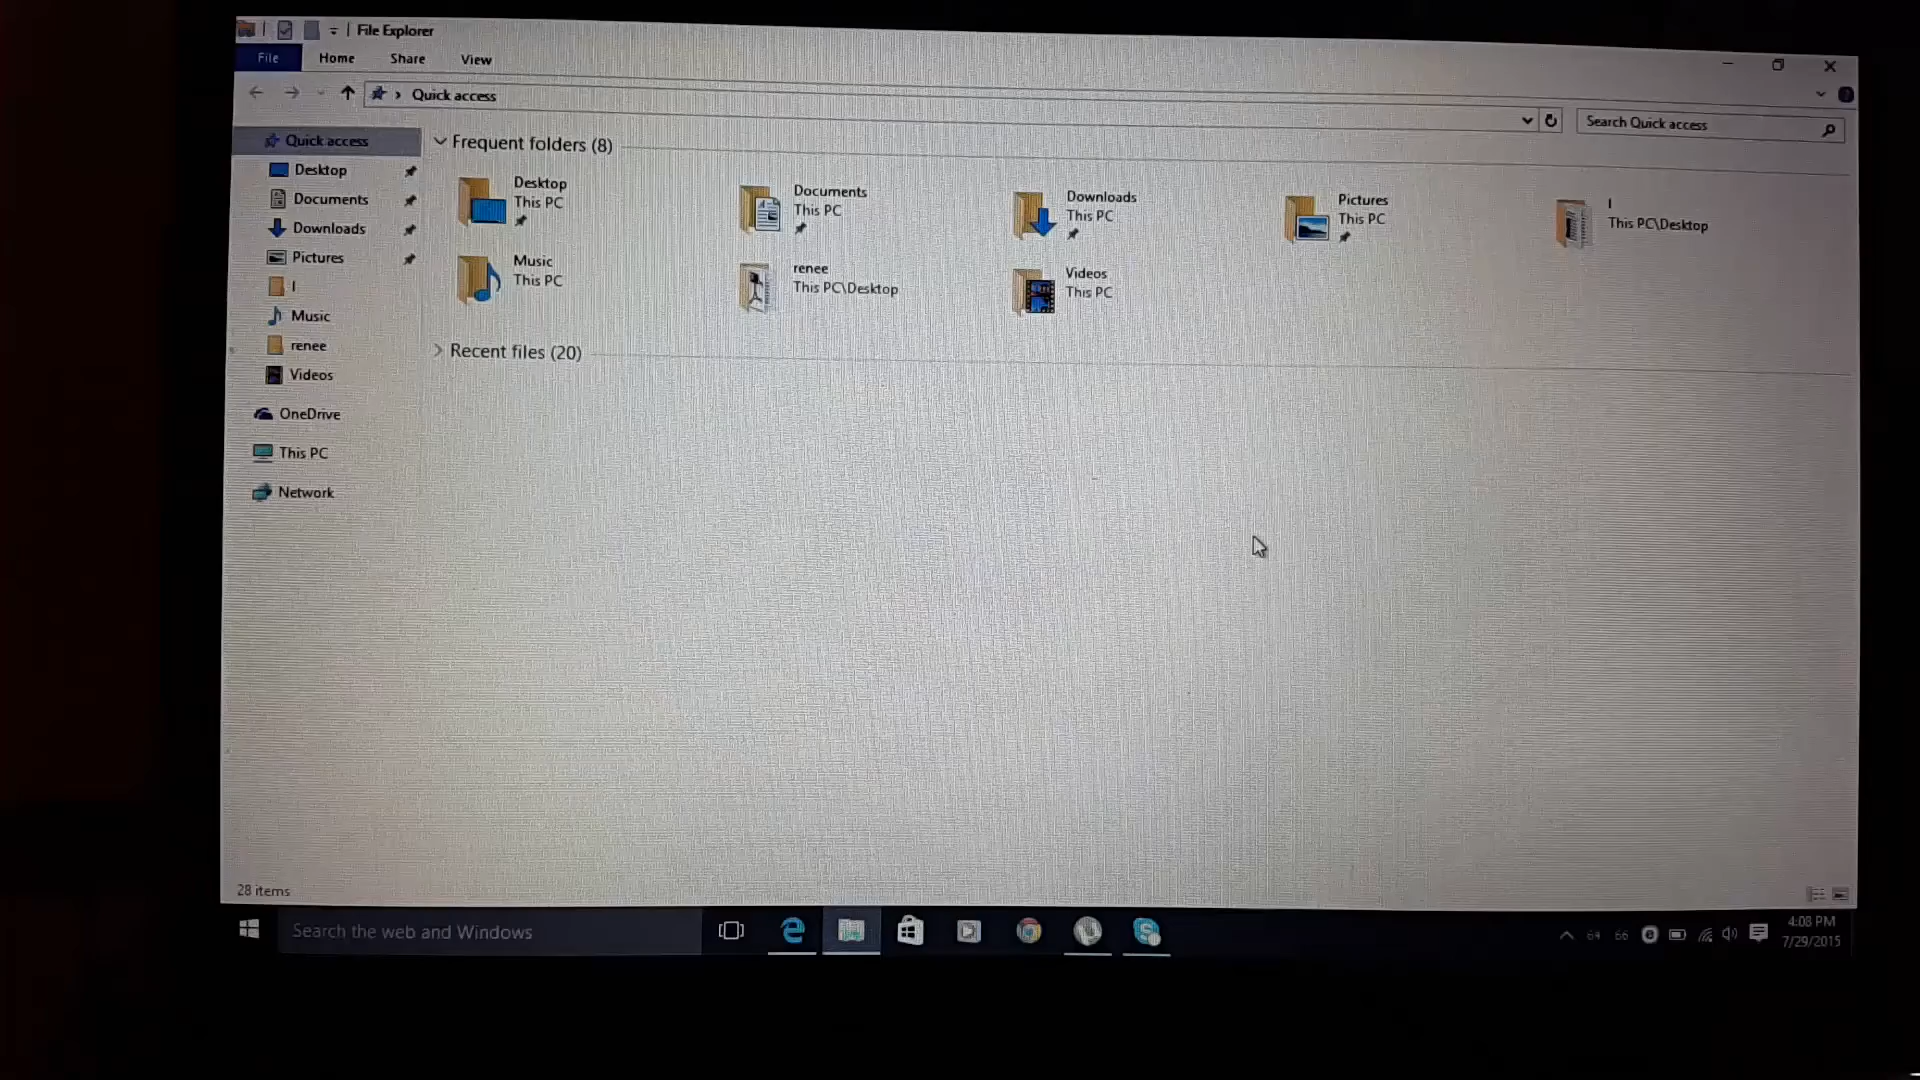 File Explorer
File Home Share View
Quick access
Search Quick access
Quick access
Desktop
Documents
Downloads
Pictures
I
Music
renee
Videos
OneDrive
This PC
Network
Frequent folders (8)
Desktop
This PC
Documents
This PC
Downloads
This PC
Pictures
This PC
I
This PC\Desktop
Music
This PC
renee
This PC\Desktop
Videos
This PC
Recent files (20)
28 items
Search the web and Windows
64 66
4:08 PM
7/29/2015